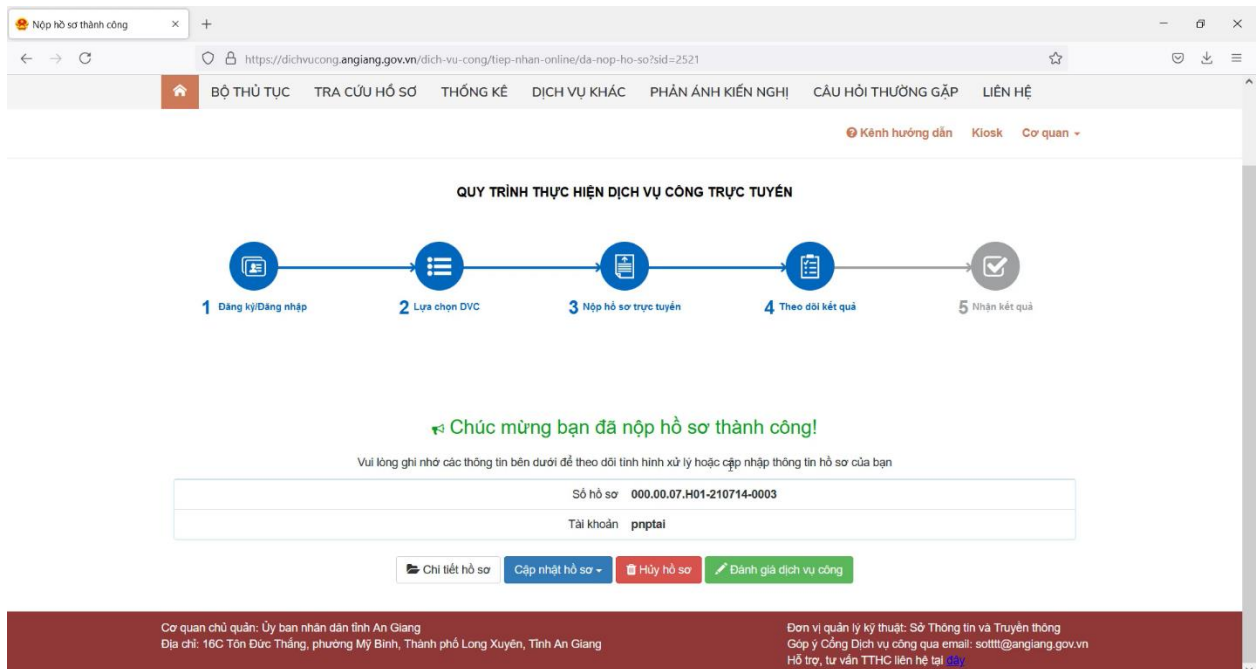 Nộp hồ sơ thành công
https://dichvucong.angiang.gov.vn/dich-vu-cong/tiep-nhan-online/da-nop-ho-so?sid=2521
BỘ THỦ TỤC TRA CỨU HỒ SƠ THỐNG KÊ DỊCH VỤ KHÁC PHẢN ÁNH KIẾN NGHỊ CÂU HỎI THƯỜNG GẶP LIÊN HỆ
Kênh hướng dẫn Kiosk Cơ quan
QUY TRÌNH THỰC HIỆN DỊCH VỤ CÔNG TRỰC TUYẾN
1 Đăng ký/Đăng nhập 2 Lựa chọn DVC 3 Nộp hồ sơ trực tuyến 4 Theo dõi kết quả 5 Nhận kết quả
Chúc mừng bạn đã nộp hồ sơ thành công!
Vui lòng ghi nhớ các thông tin bên dưới để theo dõi tình hình xử lý hoặc cập nhập thông tin hồ sơ của bạn
Số hồ sơ 000.00.07.H01-210714-0003
Tài khoản pnptai
Chi tiết hồ sơ Cập nhật hồ sơ Hủy hồ sơ Đánh giá dịch vụ công
Cơ quan chủ quản: Ủy ban nhân dân tỉnh An Giang
Địa chỉ: 16C Tôn Đức Thắng, phường Mỹ Bình, Thành phố Long Xuyên, Tỉnh An Giang
Đơn vị quản lý kỹ thuật: Sở Thông tin và Truyền thông
Góp ý Cổng Dịch vụ công qua email: sotttt@angiang.gov.vn
Hỗ trợ, tư vấn TTHC liên hệ tại đây